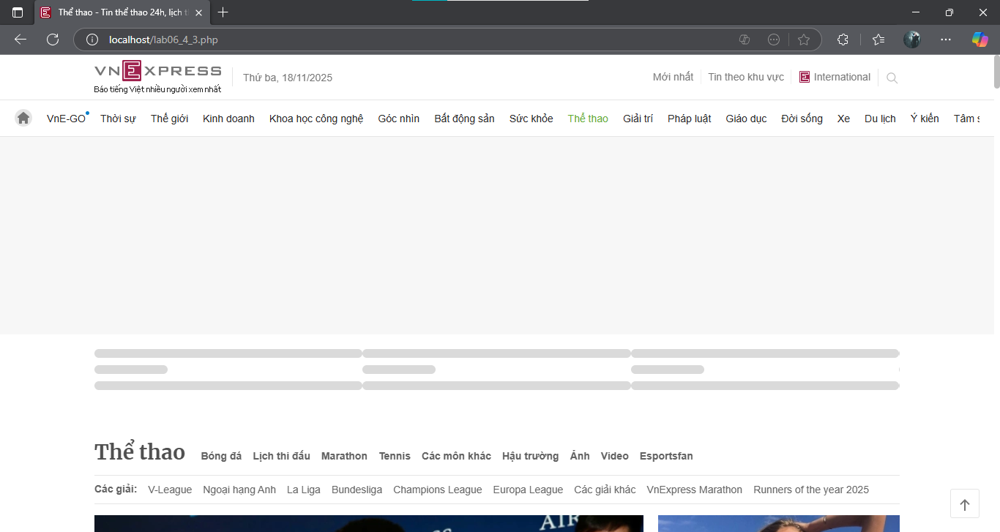 Thể thao - Tin thể thao 24h, lịch t
localhost/lab06_4_3.php
VNEXPRESS
Báo tiếng Việt nhiều người xem nhất
Thứ ba, 18/11/2025
Mới nhất
Tin theo khu vực
E International
VnE-GO Thời sự Thế giới Kinh doanh Khoa học công nghệ Góc nhìn Bất động sản Sức khỏe Thể thao Giải trí Pháp luật Giáo dục Đời sống Xe Du lịch Ý kiến Tâm s
Thể thao Bóng đá Lịch thi đấu Marathon Tennis Các môn khác Hậu trường Ảnh Video Esportsfan
Các giải: V-League Ngoại hạng Anh La Liga Bundesliga Champions League Europa League Các giải khác VnExpress Marathon Runners of the year 2025
AIR